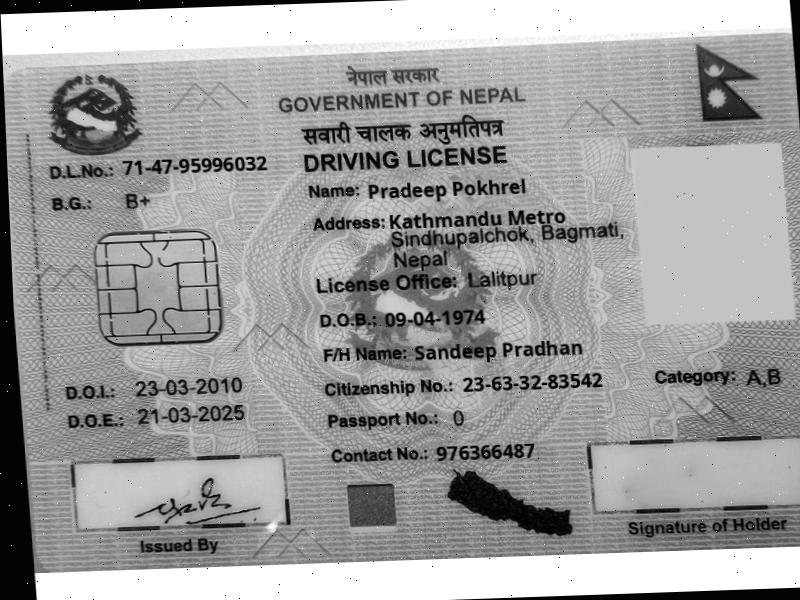 नेपाल सरकार
GOVERNMENT OF NEPAL
सवारी चालक अनुमतिपत्र
DRIVING LICENSE
D.L.No.: 71-47-95996032
B.G.: B+
Name: Pradeep Pokhrel
Address: Kathmandu Metro
Sindhupalchok, Bagmati,
Nepal
License Office: Lalitpur
D.O.B.: 09-04-1974
F/H Name: Sandeep Pradhan
D.O.I.: 23-03-2010
Citizenship No.: 23-63-32-83542
Category: A,B
D.O.E.: 21-03-2025
Passport No.: 0
Contact No.: 976366487
Issued By
Signature of Holder